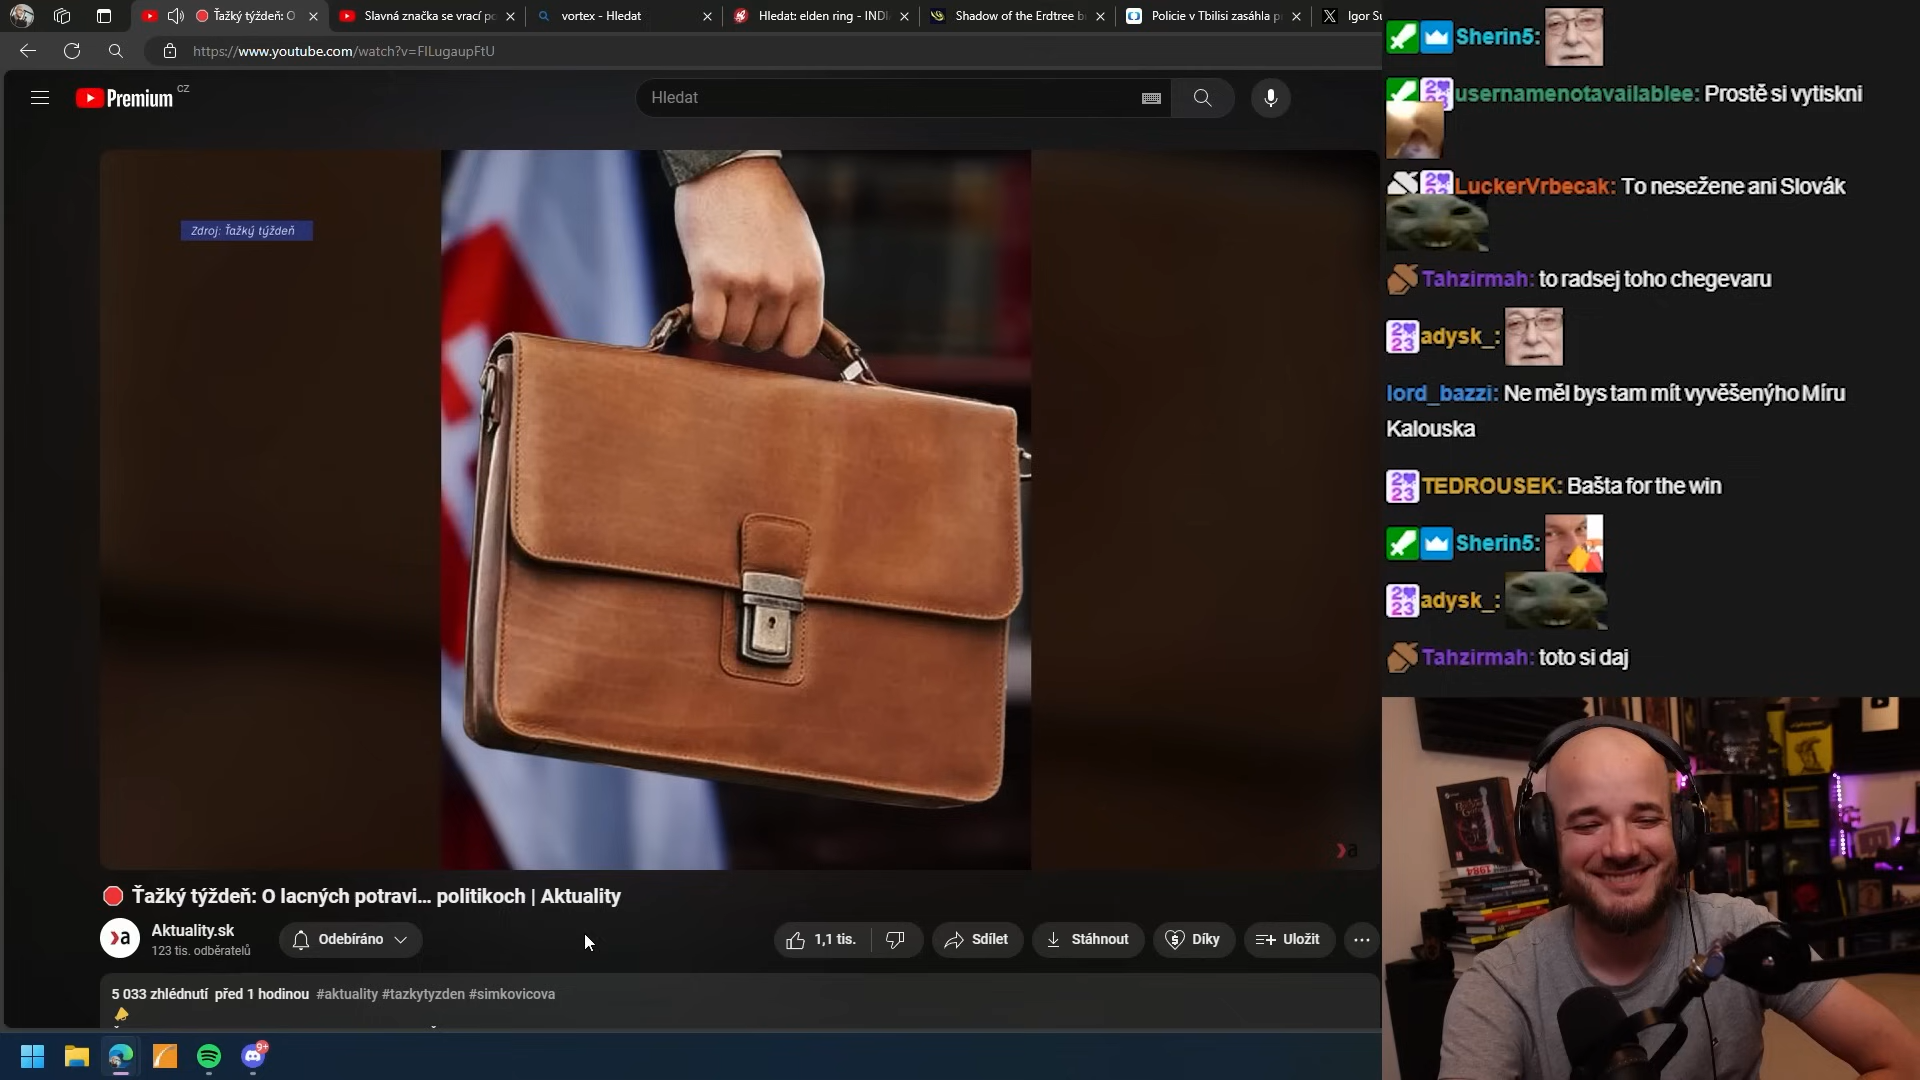 Ťažký týždeň: O
Slavná značka se vrací po
vortex - Hledat
Hledat: elden ring - INDI
Shadow of the Erdtree b
Policie v Tbilisi zasáhla p
Igor Su
https://www.youtube.com/watch?v=FILugaupFtU
Premium CZ
Hledat
Zdroj: Ťažký týždeň
Ťažký týždeň: O lacných potravi... politikoch | Aktuality
Aktuality.sk
123 tis. odběratelů
Odebíráno
1,1 tis.
Sdílet
Stáhnout
Díky
Uložit
5 033 zhlédnutí před 1 hodinou #aktuality #tazkytyzden #simkovicova
9+
Sherin5:
usernamenotavailablee: Prostě si vytiskni
LuckerVrbecak: To nesežene ani Slovák
Tahzirmah: to radsej toho chegevaru
adysk_:
lord_bazzi: Ne měl bys tam mít vyvěšenýho Míru
Kalouska
TEDROUSEK: Bašta for the win
Sherin5:
adysk_:
Tahzirmah: toto si daj
1984